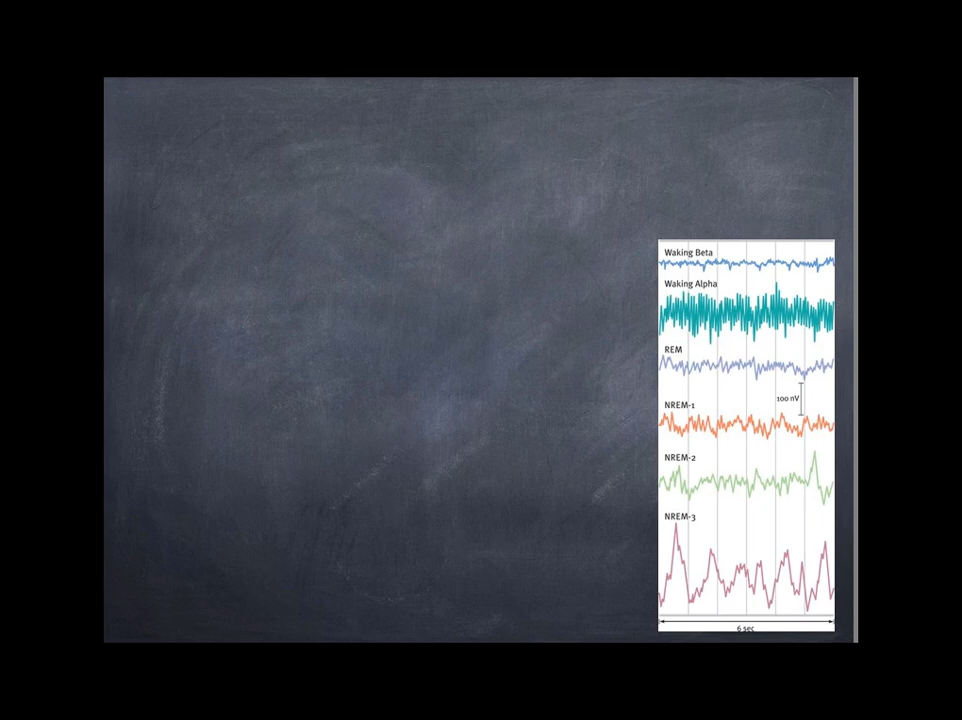 Waking Beta
Waking Alpha
REM
100 nV
NREM-1
NREM-2
NREM-3
6 sec